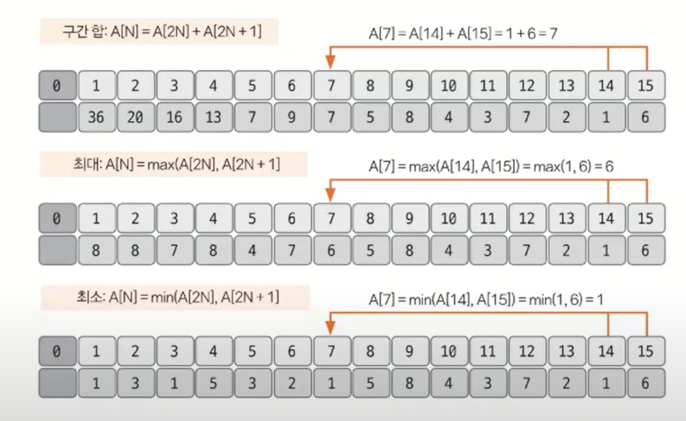 구간 합: A[N] = A[2N] + A[2N + 1]
A[7] = A[14] + A[15] = 1 + 6 = 7
0 1 2 3 4 5 6 7 8 9 10 11 12 13 14 15
36 20 16 13 7 9 7 5 8 4 3 7 2 1 6
최대: A[N] = max(A[2N], A[2N + 1]
A[7] = max(A[14], A[15]) = max(1, 6) = 6
0 1 2 3 4 5 6 7 8 9 10 11 12 13 14 15
8 8 7 8 4 7 6 5 8 4 3 7 2 1 6
최소: A[N] = min(A[2N], A[2N + 1]
A[7] = min(A[14], A[15]) = min(1, 6) = 1
0 1 2 3 4 5 6 7 8 9 10 11 12 13 14 15
1 3 1 5 3 2 1 5 8 4 3 7 2 1 6